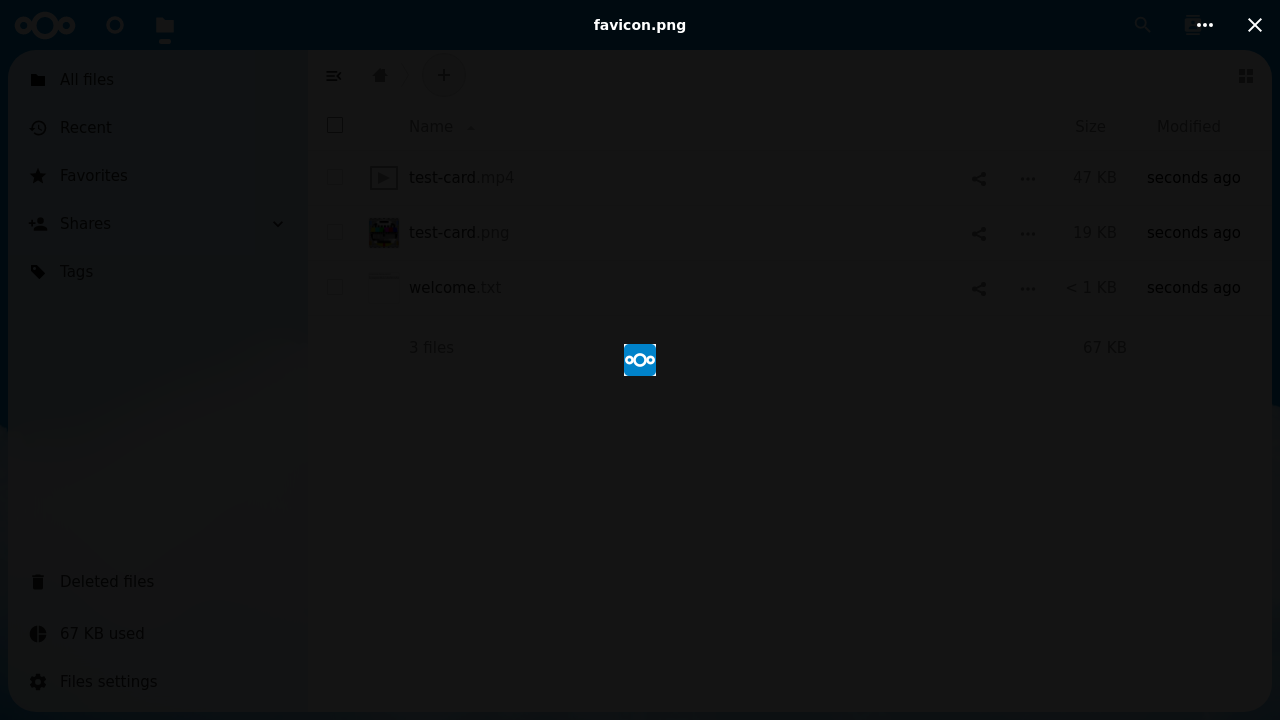 favicon.png
All files
Recent
Favorites
Shares
Tags
Name
Size
Modified
test-card.mp4
47 KB
seconds ago
test-card.png
19 KB
seconds ago
welcome.txt
< 1 KB
seconds ago
3 files
67 KB
Deleted files
67 KB used
Files settings